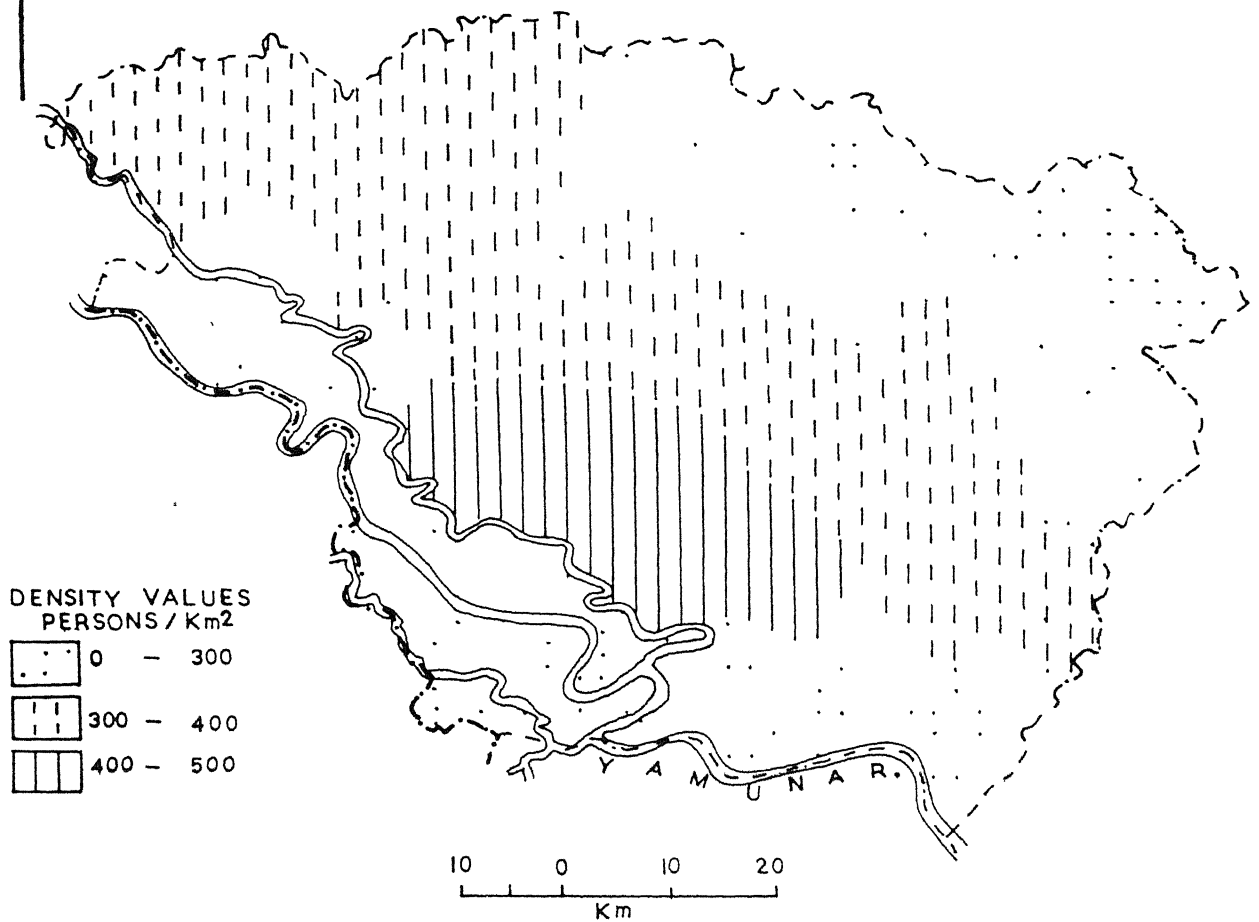 DENSITY VALUES
PERSONS/Km2
0 – 300
300 – 400
400 – 500
YAMUNA R.
10 0 10 20
Km